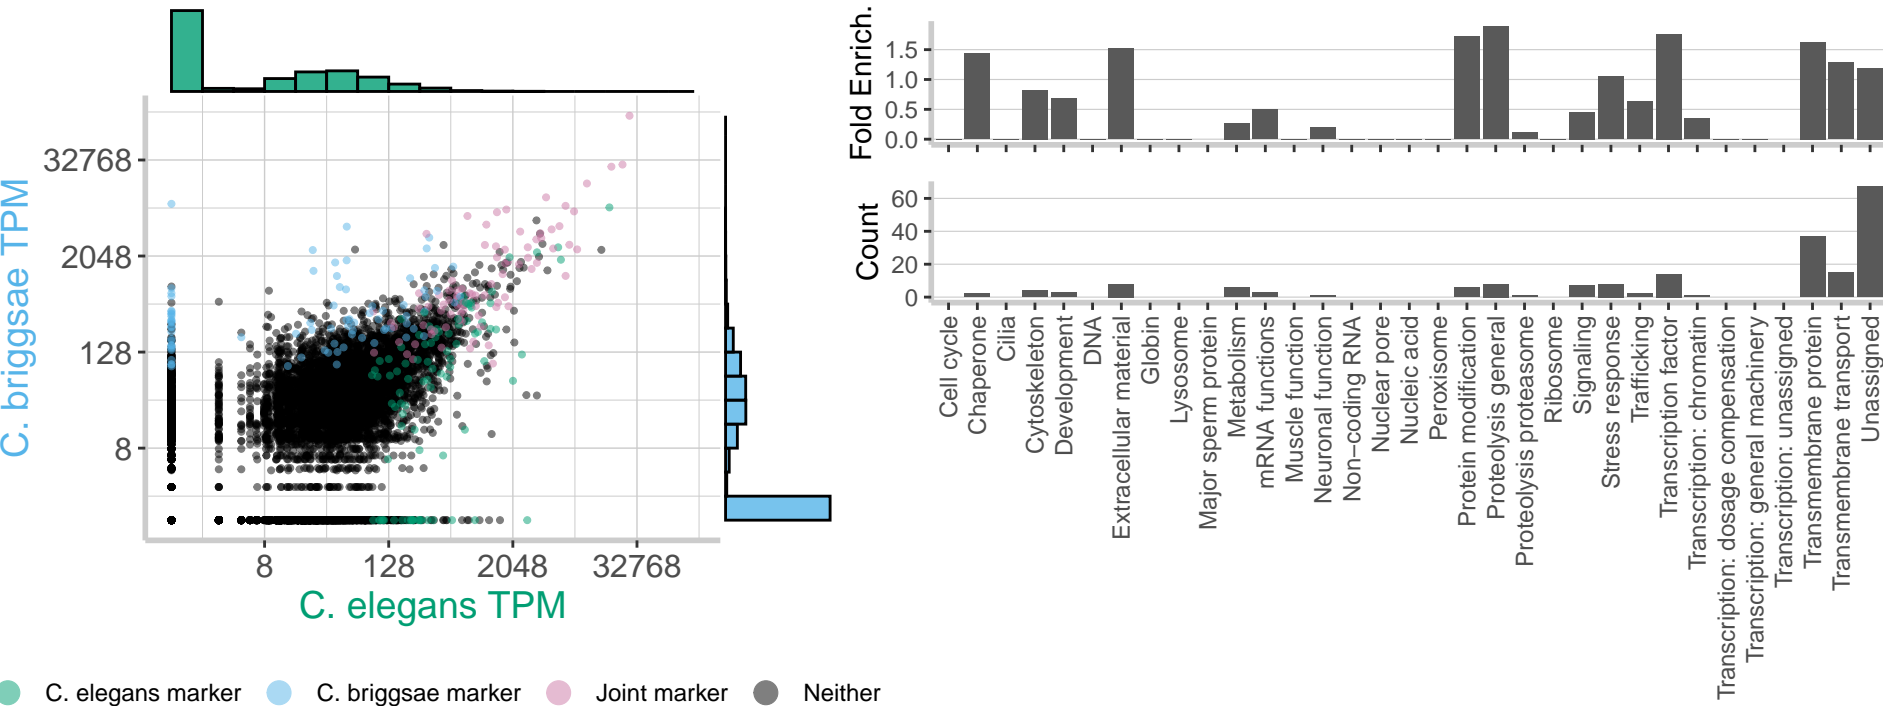 C. briggsae TPM
32768
2048
128
8
8
128
2048
32768
C. elegans TPM
C. elegans marker
C. briggsae marker
Joint marker
Neither
Fold Enrich.
1.5
1.0
0.5
0.0
Count
60
40
20
0
Cell cycle
Chaperone
Cilia
Cytoskeleton
Development
DNA
Extracellular material
Globin
Lysosome
Major sperm protein
Metabolism
mRNA functions
Muscle function
Neuronal function
Non−coding RNA
Nuclear pore
Nucleic acid
Peroxisome
Protein modification
Proteolysis general
Proteolysis proteasome
Ribosome
Signaling
Stress response
Trafficking
Transcription factor
Transcription: chromatin
Transcription: dosage compensation
Transcription: general machinery
Transcription: unassigned
Transmembrane protein
Transmembrane transport
Unassigned